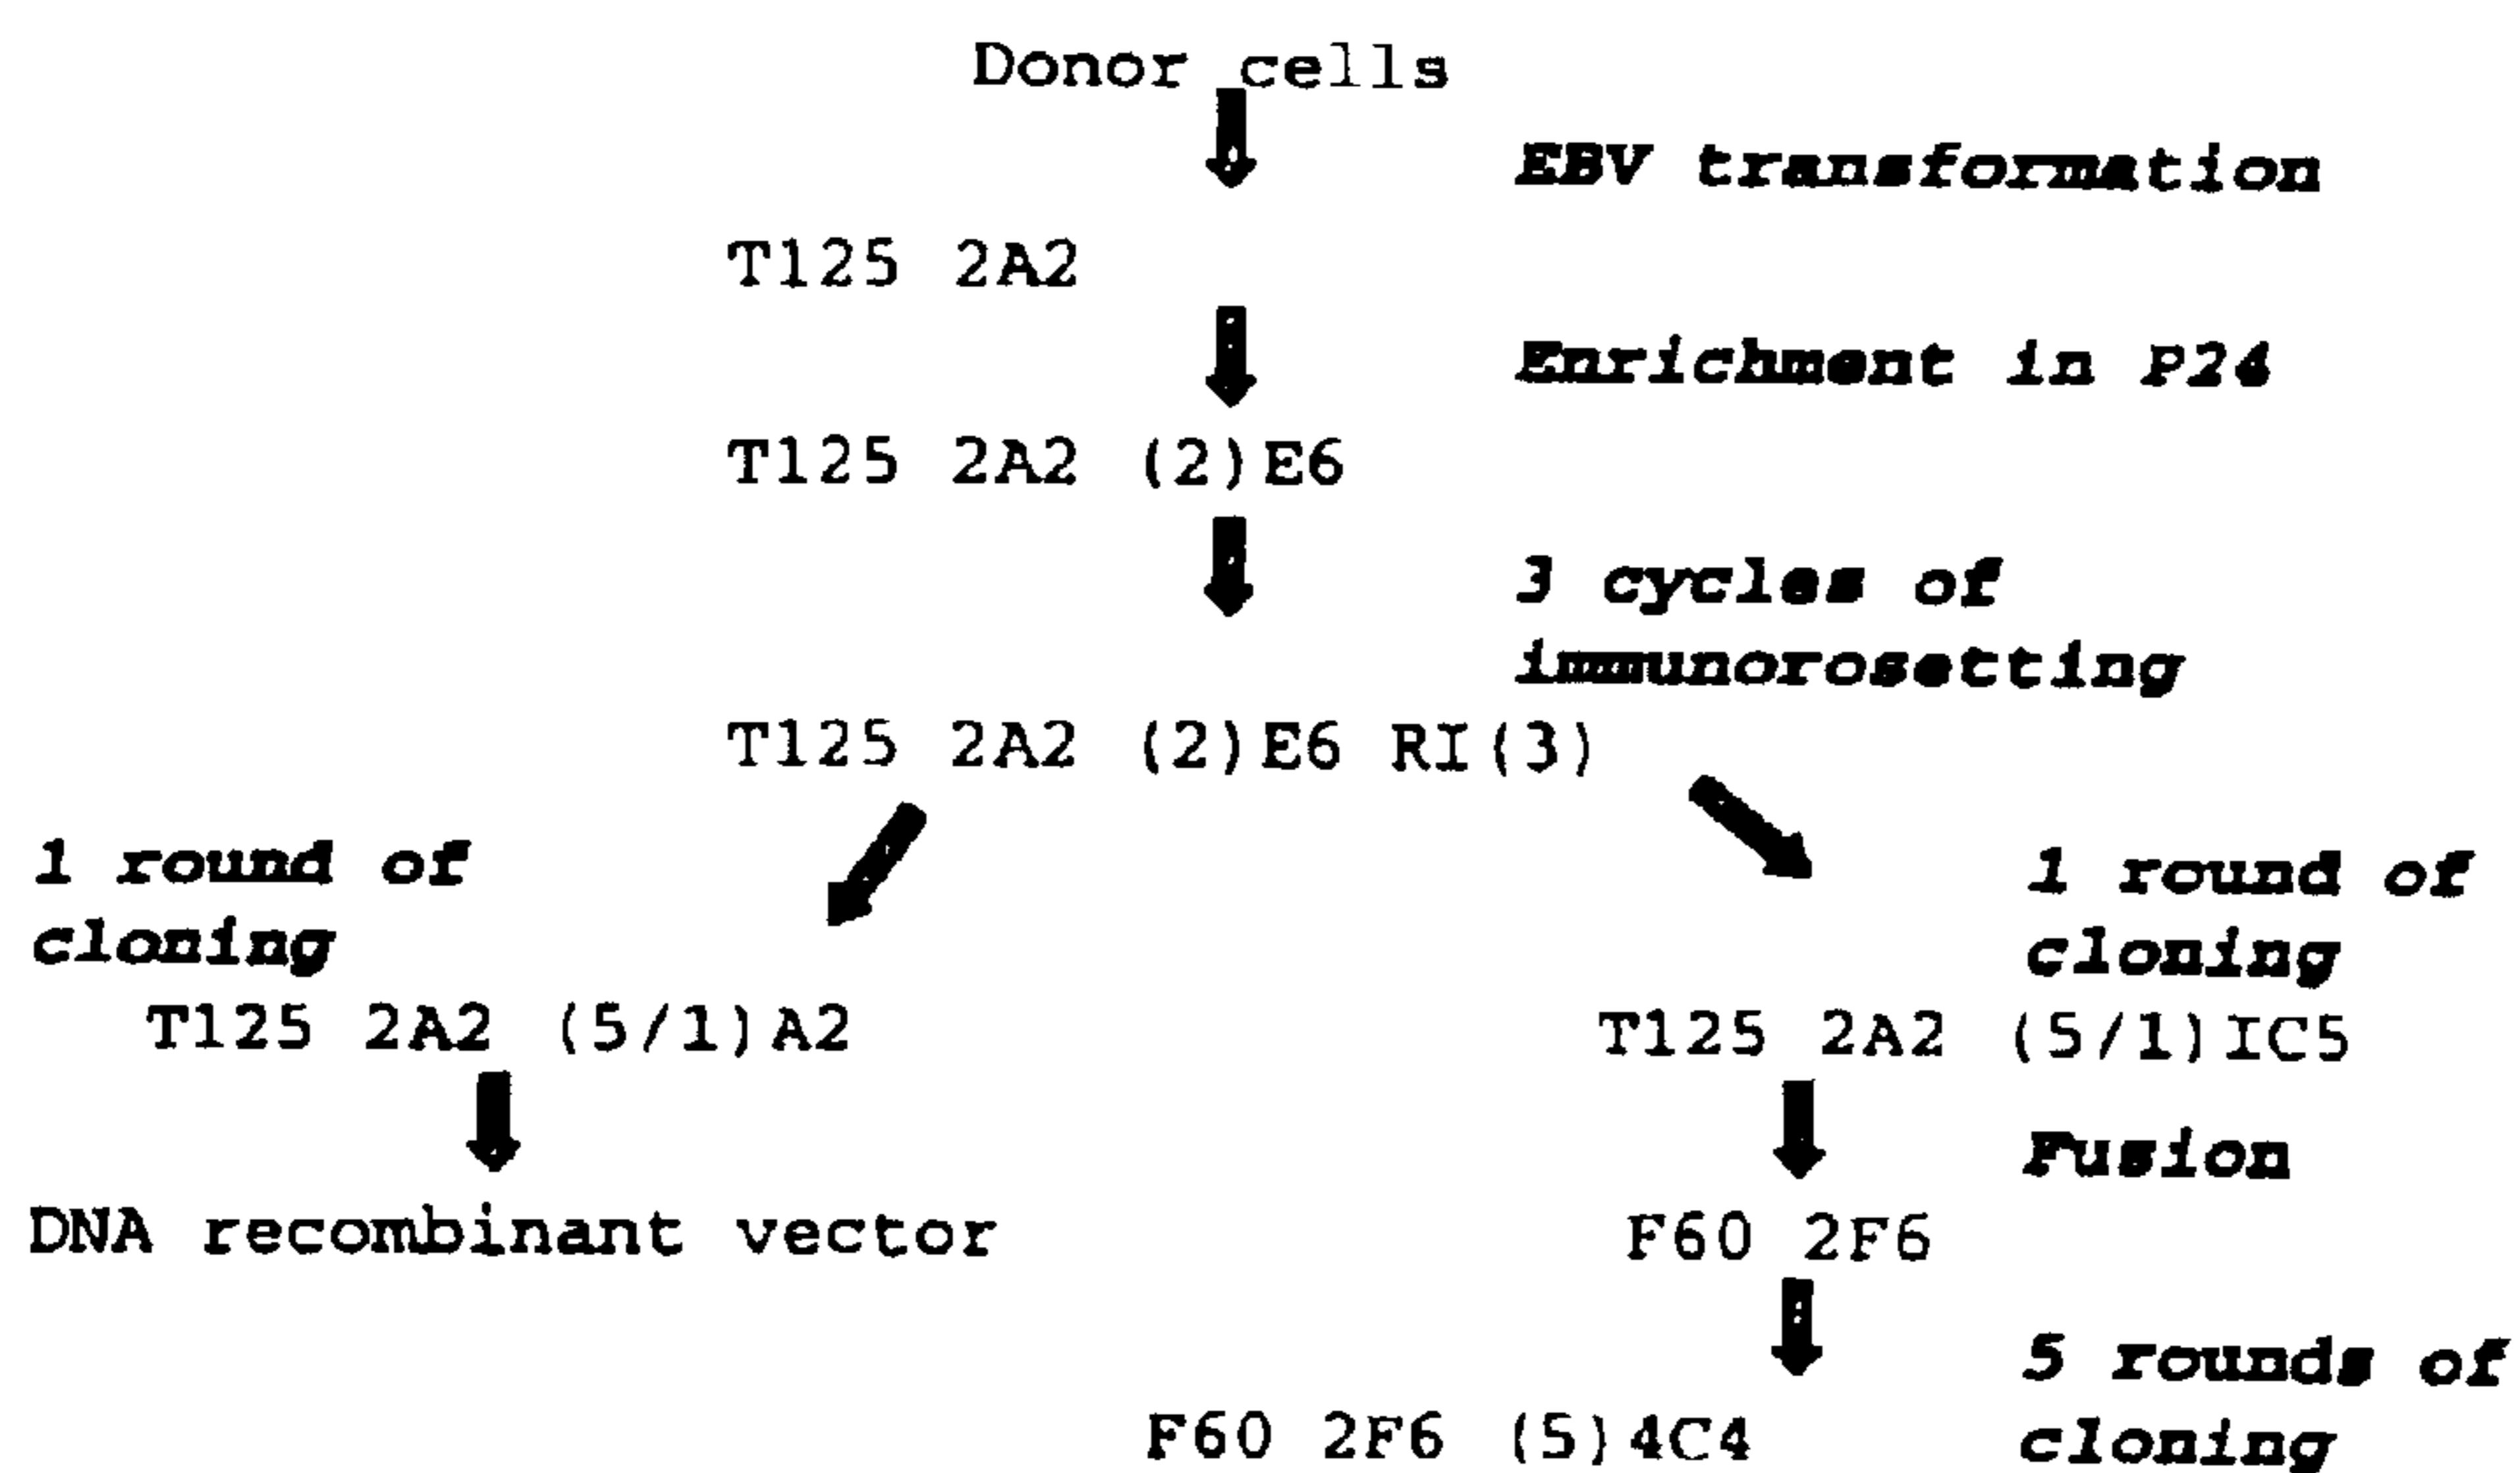 Donor cells
EBV transformation
T125 2A2
Enrichment in P24
T125 2A2 (2)E6
3 cycles of
immunorosetting
T125 2A2 (2)E6 RI(3)
1 round of
cloning
1 round of
cloning
T125 2A2 (5/1)A2
T125 2A2 (5/1)IC5
Fusion
DNA recombinant vector
F60 2F6
5 rounds of
cloning
F60 2F6 (5)4C4